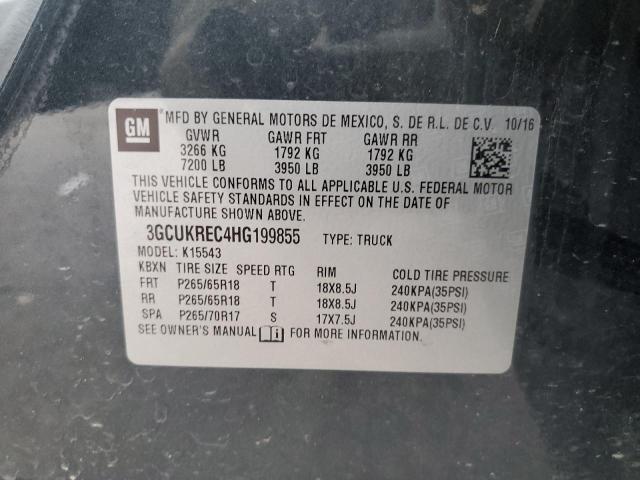 GM
*MFD BY GENERAL MOTORS DE MEXICO, S. DE R.L. DE C.V. 10/16
GVWR GAWR FRT GAWR RR
3266 KG 1792 KG 1792 KG
7200 LB 3950 LB 3950 LB
THIS VEHICLE CONFORMS TO ALL APPLICABLE U.S. FEDERAL MOTOR
VEHICLE SAFETY STANDARDS IN EFFECT ON THE DATE OF
MANUFACTURE SHOWN ABOVE.
3GCUKREC4HG199855 TYPE: TRUCK
MODEL: K15543
KBXN TIRE SIZE SPEED RTG RIM COLD TIRE PRESSURE
FRT P265/65R18 T 18X8.5J 240KPA(35PSI)
RR P265/65R18 T 18X8.5J 240KPA(35PSI)
SPA P265/70R17 S 17X7.5J 240KPA(35PSI)
SEE OWNER'S MANUAL FOR MORE INFORMATION.